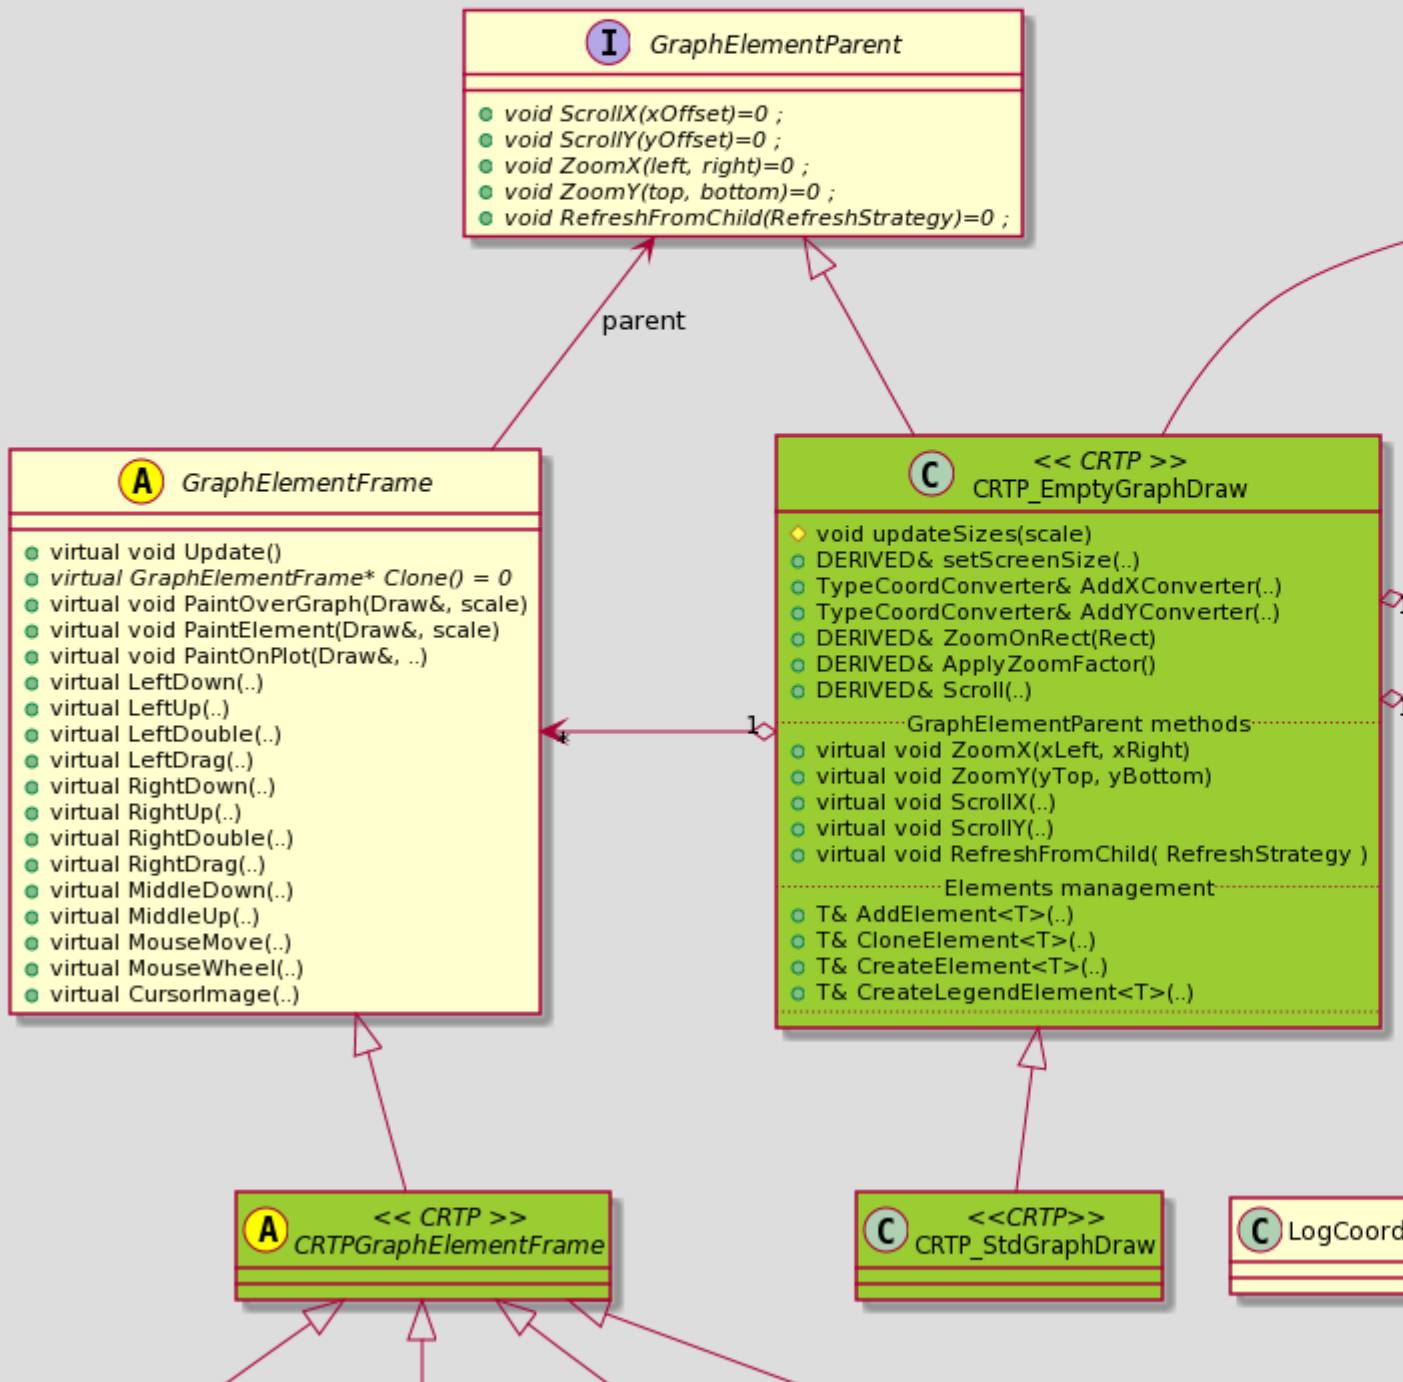 I GraphElementParent
void ScrollX(xOffset)=0 ;
void ScrollY(yOffset)=0 ;
void ZoomX(left, right)=0 ;
void ZoomY(top, bottom)=0 ;
void RefreshFromChild(RefreshStrategy)=0 ;
parent
A GraphElementFrame
virtual void Update()
virtual GraphElementFrame* Clone() = 0
virtual void PaintOverGraph(Draw&, scale)
virtual void PaintElement(Draw&, scale)
virtual void PaintOnPlot(Draw&, ..)
virtual LeftDown(..)
virtual LeftUp(..)
virtual LeftDouble(..)
virtual LeftDrag(..)
virtual RightDown(..)
virtual RightUp(..)
virtual RightDouble(..)
virtual RightDrag(..)
virtual MiddleDown(..)
virtual MiddleUp(..)
virtual MouseMove(..)
virtual MouseWheel(..)
virtual CursorImage(..)
* 1
C << CRTP >>
CRTP_EmptyGraphDraw
void updateSizes(scale)
DERIVED& setScreenSize(..)
TypeCoordConverter& AddXConverter(..)
TypeCoordConverter& AddYConverter(..)
DERIVED& ZoomOnRect(Rect)
DERIVED& ApplyZoomFactor()
DERIVED& Scroll(..)
GraphElementParent methods
virtual void ZoomX(xLeft, xRight)
virtual void ZoomY(yTop, yBottom)
virtual void ScrollX(..)
virtual void ScrollY(..)
virtual void RefreshFromChild( RefreshStrategy )
Elements management
T& AddElement<T>(..)
T& CloneElement<T>(..)
T& CreateElement<T>(..)
T& CreateLegendElement<T>(..)
A << CRTP >>
CRTPGraphElementFrame
C <<CRTP>>
CRTP_StdGraphDraw
C LogCoord